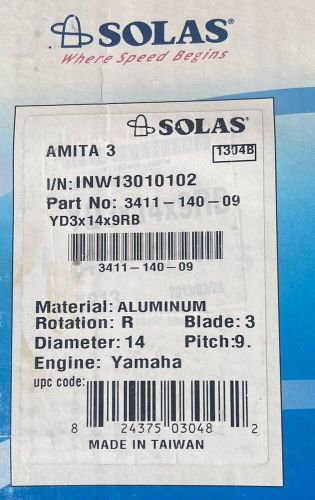 SOLAS®
Where Speed Begins
SOLAS®
AMITA 3
1304B
I/N: INW13010102
Part No: 3411-140-09
YD3x14x9RB
3411-140-09
Material: ALUMINUM
Rotation: R Blade: 3
Diameter: 14 Pitch: 9.
Engine: Yamaha
upc code:
8 24375 03048 2
MADE IN TAIWAN